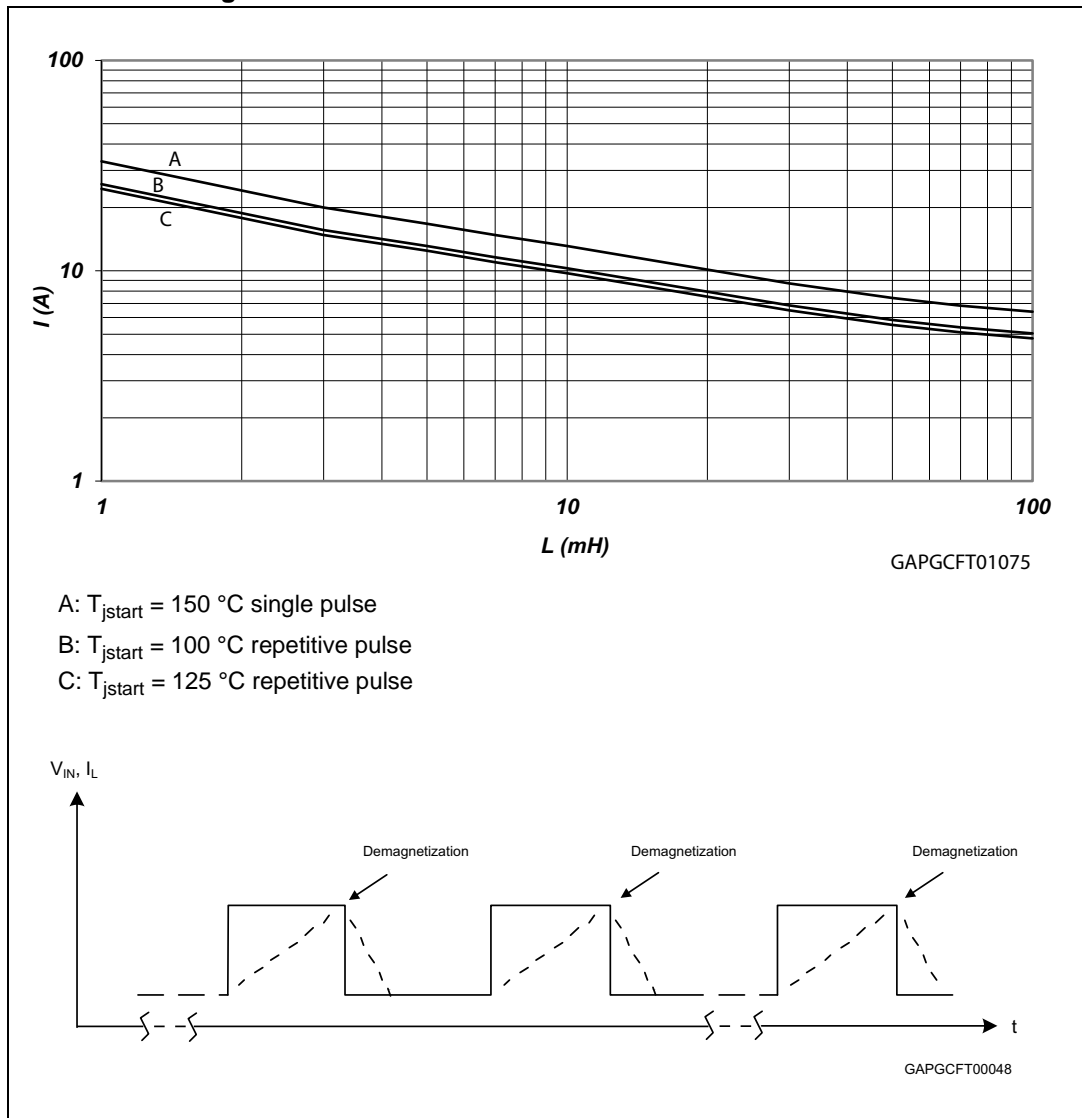 100
10
1
I (A)
A
B
C
1
10
100
L (mH)
GAPGCFT01075
A: Tjstart = 150 °C single pulse
B: Tjstart = 100 °C repetitive pulse
C: Tjstart = 125 °C repetitive pulse
VIN, IL
Demagnetization
Demagnetization
Demagnetization
t
GAPGCFT00048